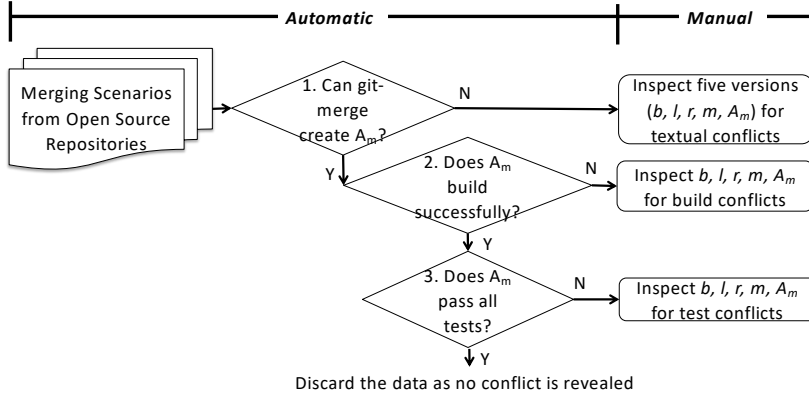 Automatic
Manual
Merging Scenarios
from Open Source
Repositories
1. Can git-
merge
create Am?
N
Inspect five versions
(b, l, r, m, Am) for
textual conflicts
Y
2. Does Am
build
successfully?
N
Inspect b, l, r, m, Am
for build conflicts
Y
3. Does Am
pass all
tests?
N
Inspect b, l, r, m, Am
for test conflicts
Y
Discard the data as no conflict is revealed